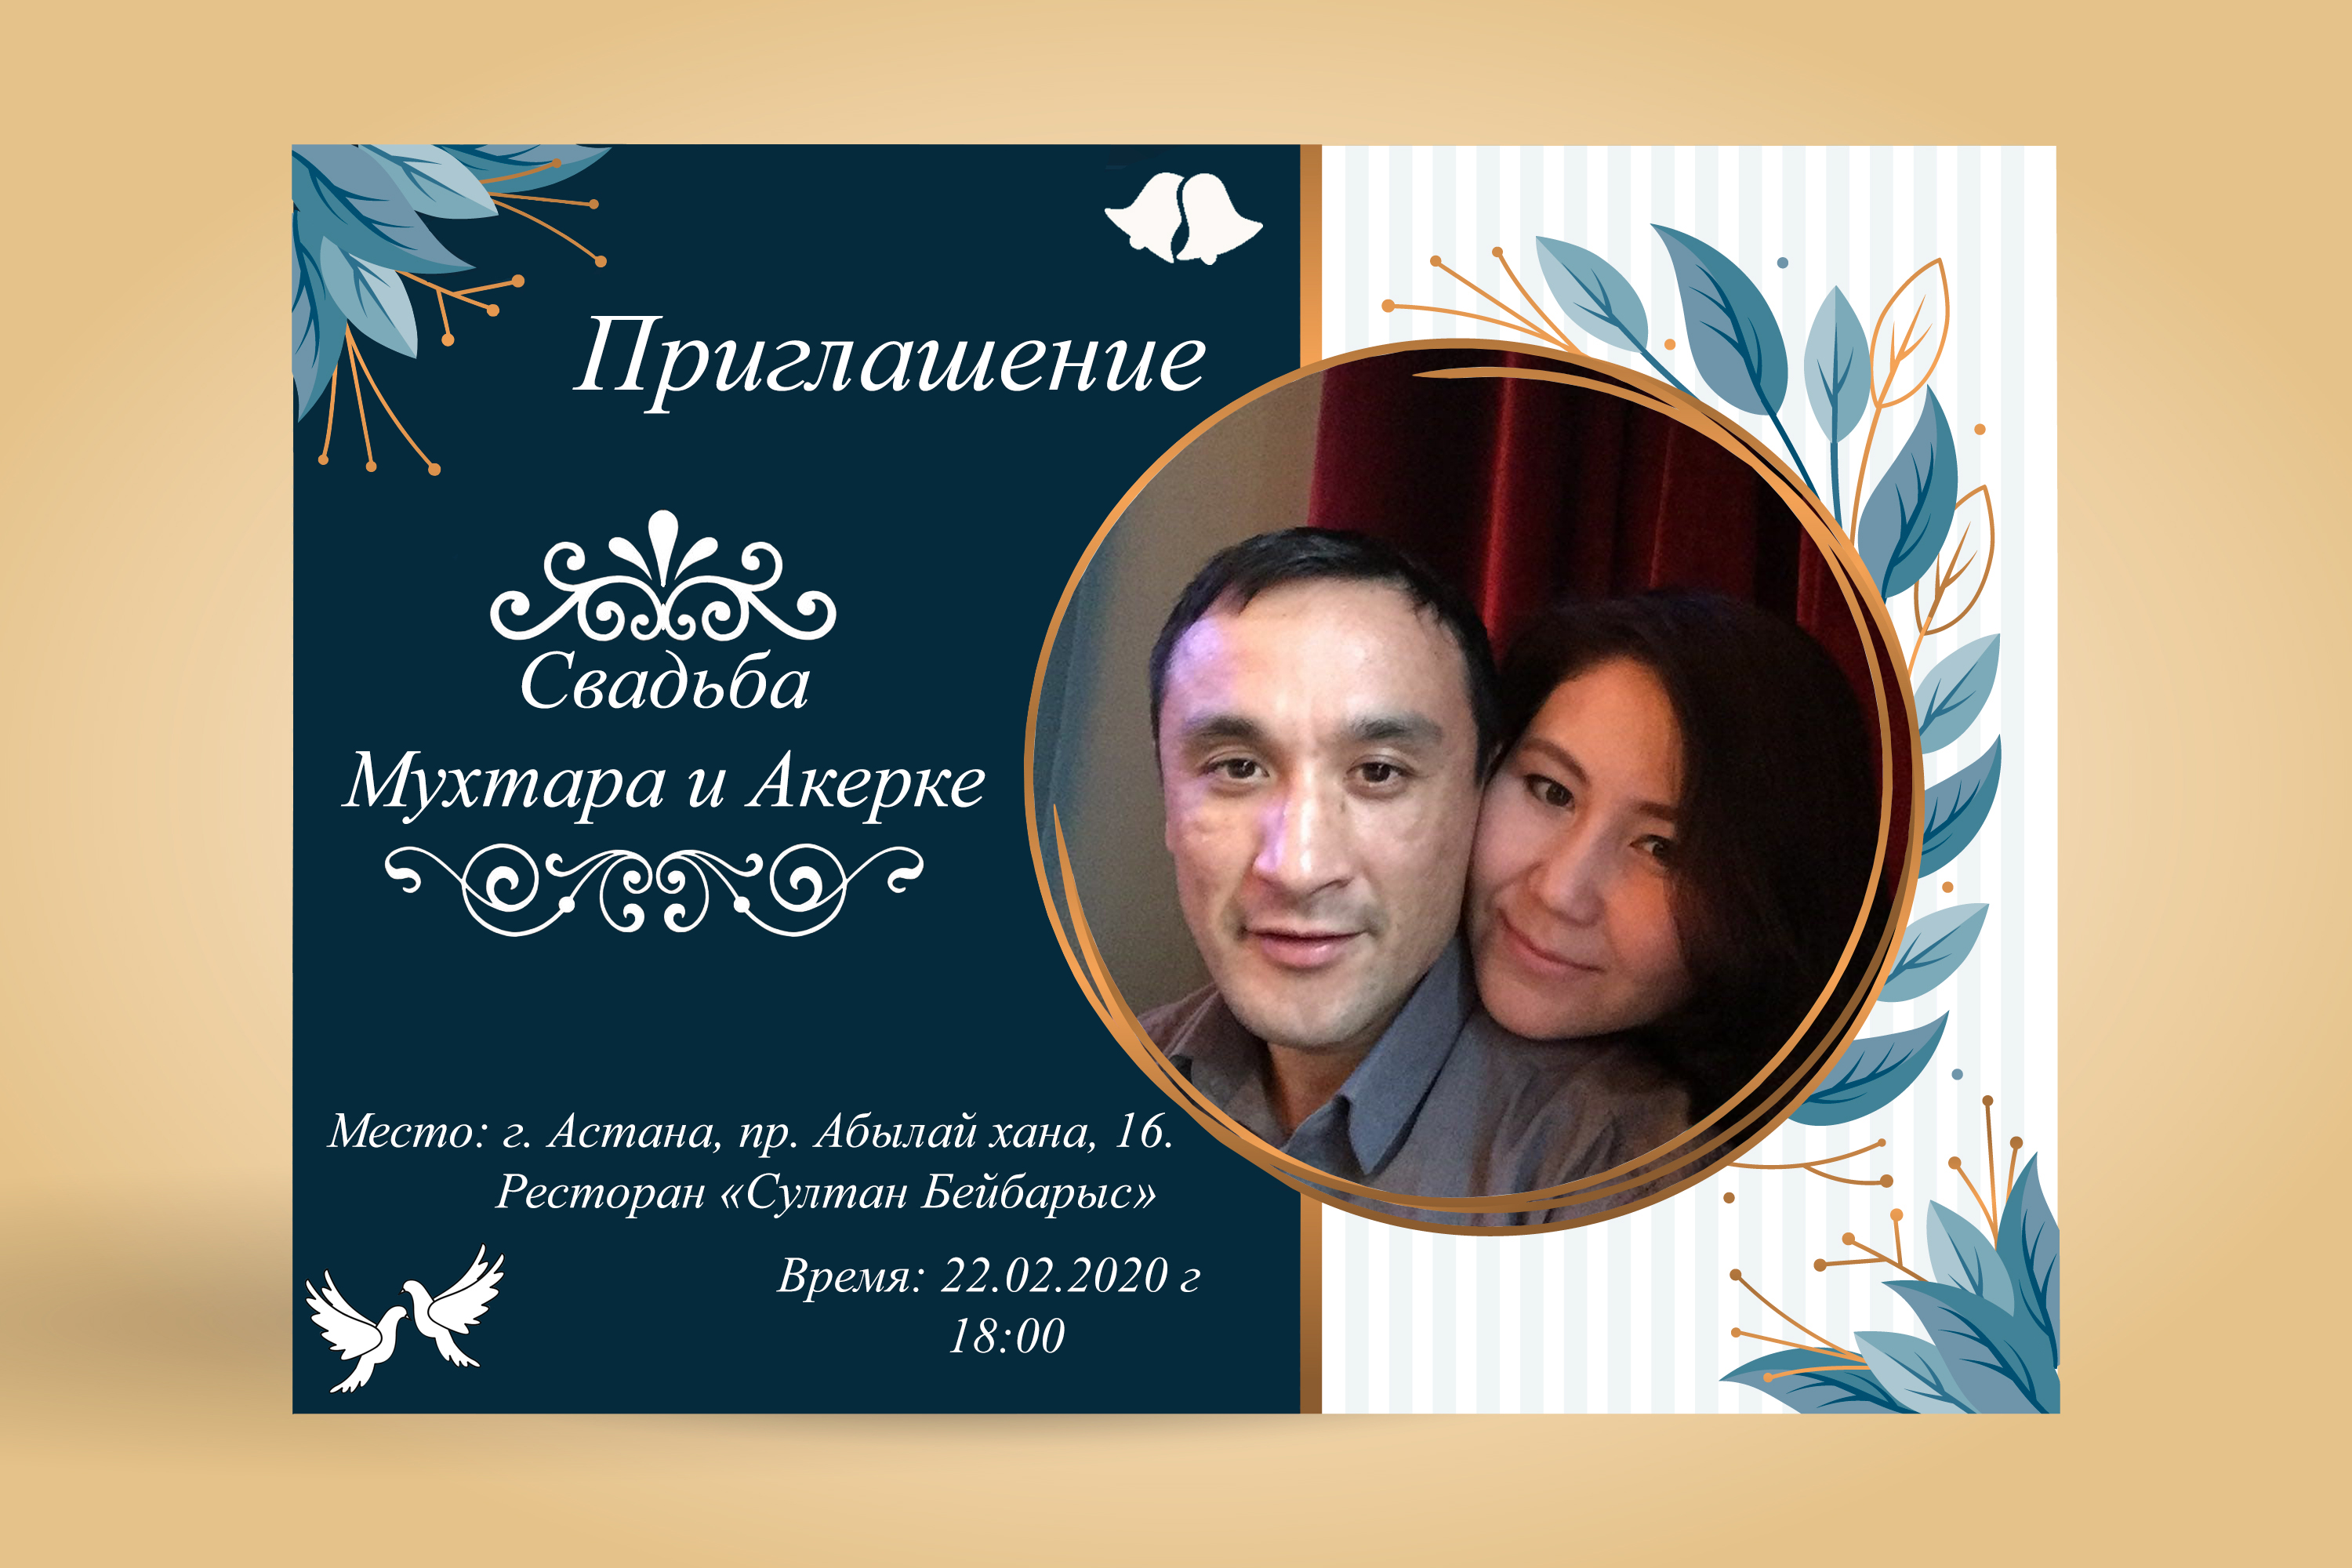 Приглашение
Свадьба
Мухтара и Акерке
Место: г. Астана, пр. Абылай хана, 16.
Ресторан «Султан Бейбарыс»
Время: 22.02.2020 г
18:00